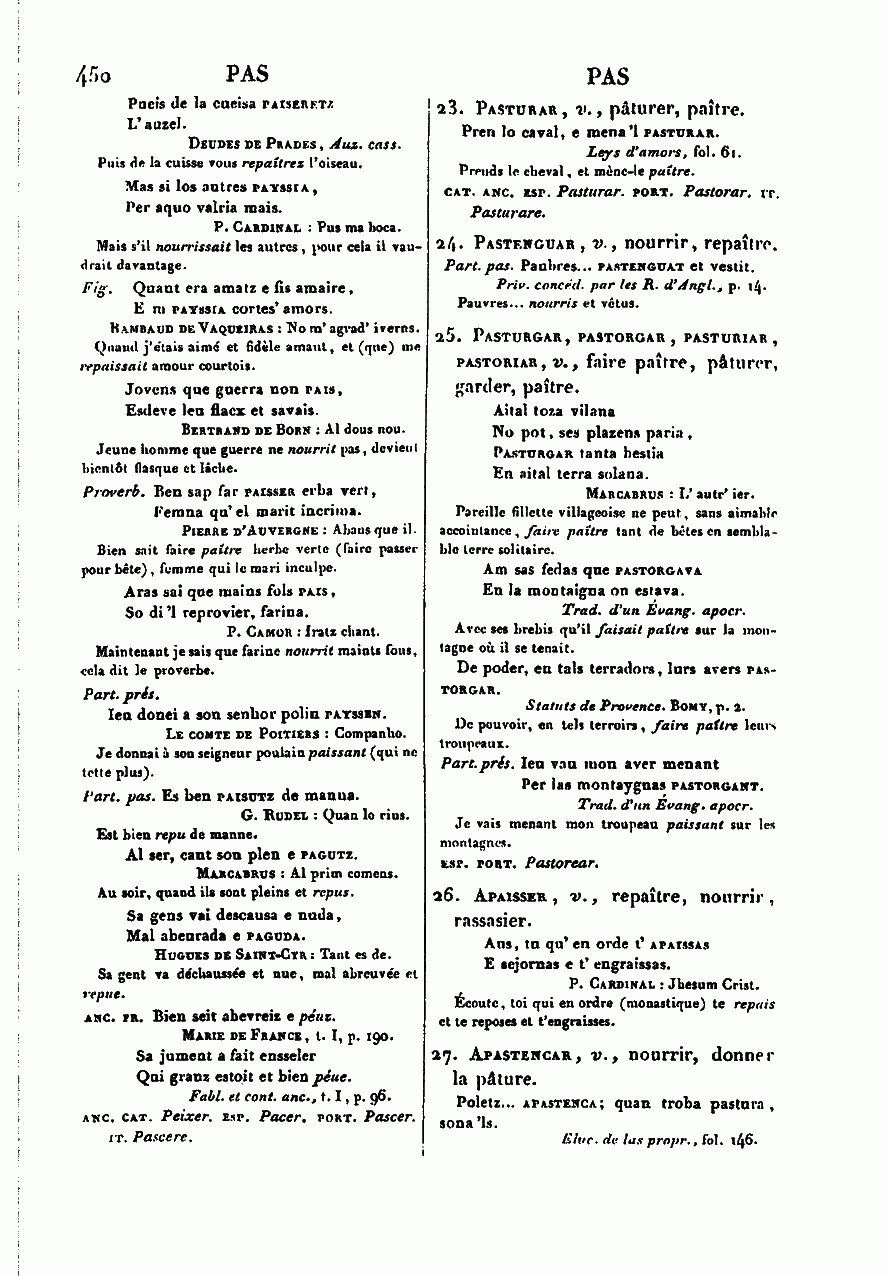 450 PAS PAS
Pueis de la cueisa PAISERETZ
L'auzel.
DEUDES DE PRADES, Auz. cass.
Puis de la cuisse vous repaîtrez l'oiseau.
Mas si los autres PAYSSIA,
Per aquo valria mais.
P. CARDINAL : Pus ma boca.
Mais s'il nourrissait les autres, pour cela il vau-
drait davantage.
Fig. Quant era amatz e fis amaire,
E m PAYSSIA cortes' amors.
RAMBAUD DE VAQUEIRAS : No m' agrad' iverns.
Quand j'étais aimé et fidèle amant, et (que) me
repaissait amour courtois.
Jovens que guerra non PAIS,
Esdeve leu flacx et savais.
BERTRAND DE BORN : Al dous nou.
Jeune homme que guerre ne nourrit pas, devient
bientôt flasque et lâche.
Proverb. Ben sap far PAISSER erba vert,
Femna qu' el marit incrima.
PIERRE D'AUVERGNE : Abans que il.
Bien sait faire paître herbe verte (faire passer
pour bête), femme qui le mari inculpe.
Aras sai que mains fols PAIS,
So di 'l reprovier, farina.
P. CAMOR : Iratz chant.
Maintenant je sais que farine nourrit maints fous,
cela dit le proverbe.
Part. prés.
Ieu donei a son senhor polin PAYSSEN.
LE COMTE DE POITIERS : Companho.
Je donnai à son seigneur poulain paissant (qui ne
tette plus).
Part. pas. Es ben PAISUTZ de manna.
G. RUDEL : Quan lo rius.
Est bien repu de manne.
Al ser, cant son plen e PAGUTZ.
MARCABRUS : Al prim comens.
Au soir, quand ils sont pleins et repus.
Sa gens vai descausa e nuda,
Mal abeurada e PAGUDA.
HUGUES DE SAINT-CYR : Tant es de.
Sa gent va déchaussée et nue, mal abreuvée et
repue.
ANC. FR. Bien seit abevreiz e péuz.
MARIE DE FRANCE, t. I, p. 190.
Sa jument a fait ensseler
Qui granz estoit et bien péue.
Fabl. et cont. anc., t. I, p. 96.
ANC. CAT. Peixer. ESP. Pacer. PORT. Pascer.
IT. Pascere.
23. PASTURAR, v., pâturer, paître.
Pren lo caval, e mena 'l PASTURAR.
Leys d'amors, fol. 61.
Prends le cheval, et mène-le paître.
CAT. ANC. ESP. Pasturar. PORT. Pastorar. IT.
Pasturare.
24. PASTENGUAR, v., nourrir, repaître.
Part. pas. Paubres... PASTENGUAT et vestit.
Priv. concéd. par les R. d'Angl., p. 14.
Pauvres... nourris et vêtus.
25. PASTURGAR, PASTORGAR, PASTURIAR,
PASTORIAR, v., faire paître, pâturer,
garder, paître.
Aital toza vilana
No pot, ses plazens paria,
PASTURGAR tanta bestia
En aital terra solana.
MARCABRUS : L' autr' ier.
Pareille fillette villageoise ne peut, sans aimable
accointance, faire paître tant de bêtes en sembla-
ble terre solitaire.
Am sas fedas que PASTORGAVA
En la montaigna on estava.
Trad. d'un Évang. apocr.
Avec ses brebis qu'il faisait paître sur la mon-
tagne où il se tenait.
De poder, en tals terradors, lurs avers PAS-
TORGAR.
Statuts de Provence. BOMY, p. 2.
De pouvoir, en tels terroirs, faire paître leurs
troupeaux.
Part. prés. Ieu vau mon aver menant
Per las montaygnas PASTORGANT.
Trad. d'un Évang. apocr.
Je vais menant mon troupeau paissant sur les
montagnes.
ESP. PORT. Pastorear.
26. APAISSER, v., repaître, nourrir,
rassasier.
Aus, tu qu' en orde t' APAISSAS
E sejornas e t' engraissas.
P. CARDINAL : Jhesum Crist.
Écoute, toi qui en ordre (monastique) te repais
et te reposes et t'engraisses.
27. APASTENCAR, v., nourrir, donner
la pâture.
Poletz... APASTENCA; quan troba pastura,
sona 'ls.
Eluc. de las propr., fol. 146.